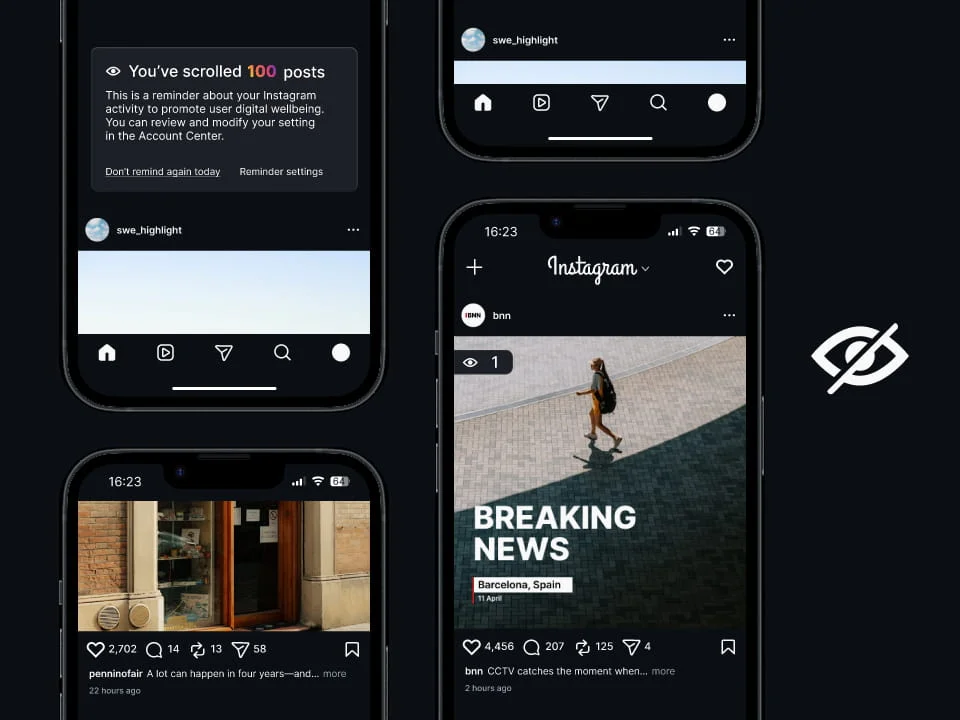 You've scrolled 100 posts
This is a reminder about your Instagram
activity to promote user digital wellbeing.
You can review and modify your setting
in the Account Center.
Don't remind again today Reminder settings
swe_highlight
16:23 64
2,702 14 13 58
penninofair A lot can happen in four years—and... more
22 hours ago
swe_highlight
16:23 64
Instagram
BNN bnn
1
BREAKING
NEWS
Barcelona, Spain
11 April
4,456 207 125 4
bnn CCTV catches the moment when... more
2 hours ago